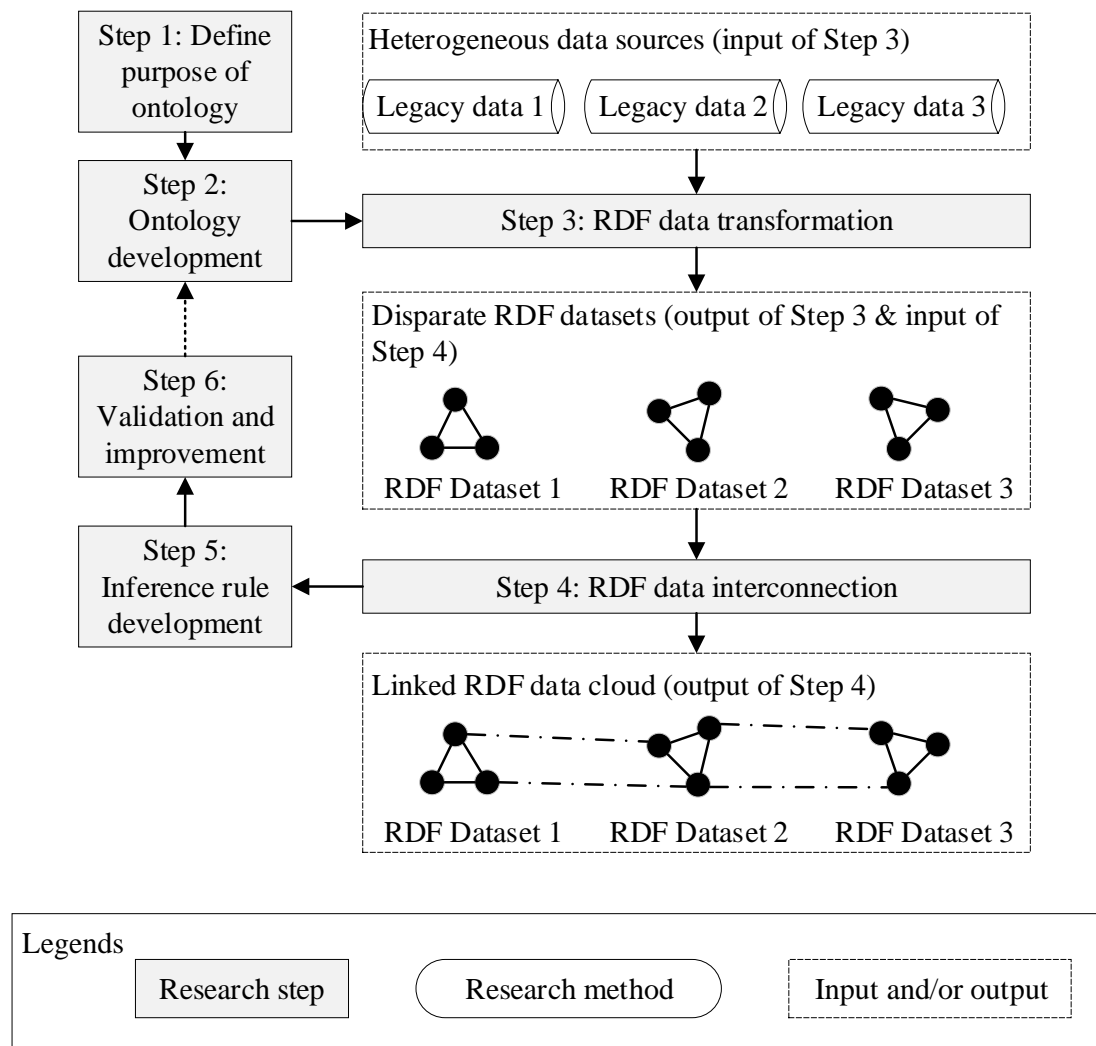 Step 1: Define
purpose of
ontology
Heterogeneous data sources (input of Step 3)
Legacy data 1
Legacy data 2
Legacy data 3
Step 2:
Ontology
development
Step 3: RDF data transformation
Disparate RDF datasets (output of Step 3 & input of
Step 4)
RDF Dataset 1
RDF Dataset 2
RDF Dataset 3
Step 6:
Validation and
improvement
Step 5:
Inference rule
development
Step 4: RDF data interconnection
Linked RDF data cloud (output of Step 4)
RDF Dataset 1
RDF Dataset 2
RDF Dataset 3
Legends
Research step
Research method
Input and/or output